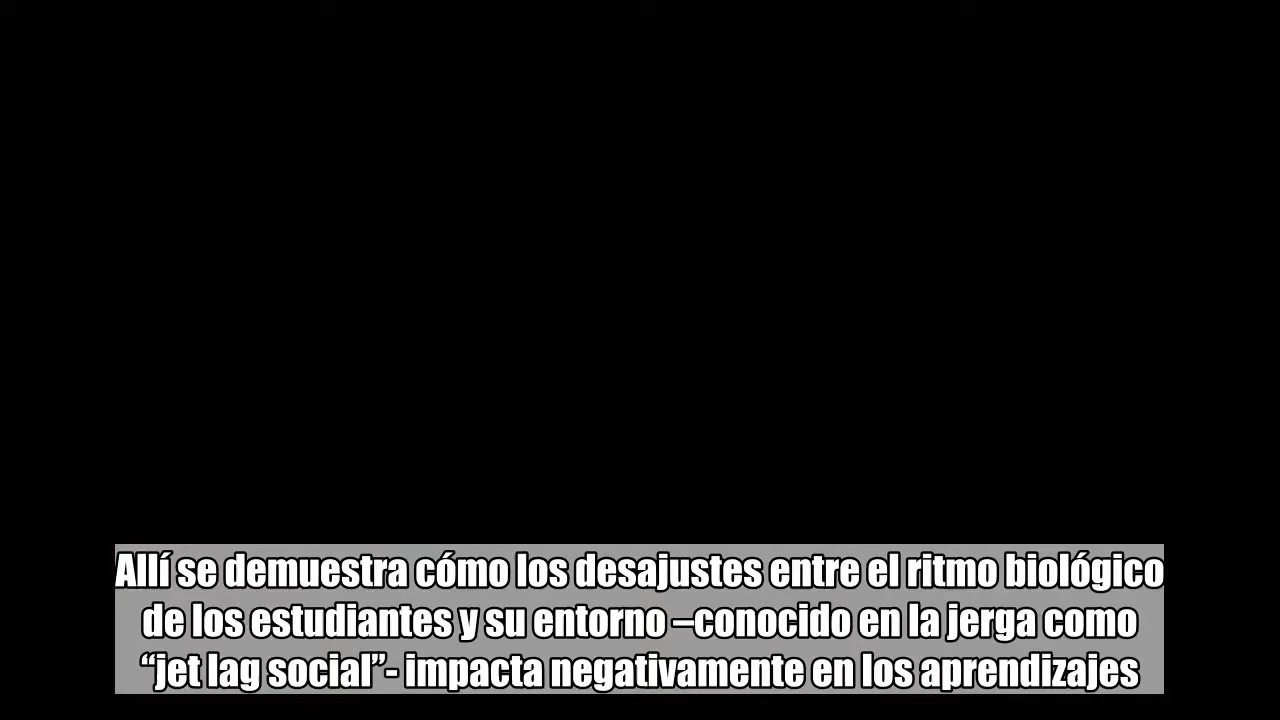 Allí se demuestra cómo los desajustes entre el ritmo biológico
de los estudiantes y su entorno –conocido en la jerga como
“jet lag social”- impacta negativamente en los aprendizajes